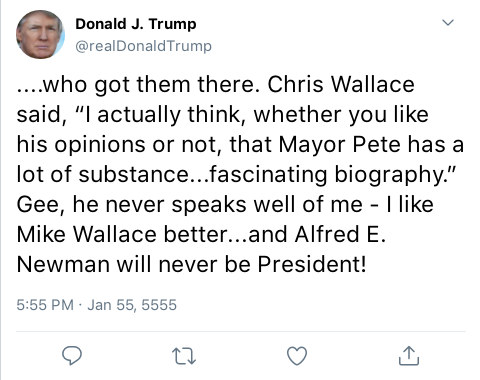 Donald J. Trump
@realDonaldTrump
....who got them there. Chris Wallace
said, “I actually think, whether you like
his opinions or not, that Mayor Pete has a
lot of substance...fascinating biography.”
Gee, he never speaks well of me - I like
Mike Wallace better...and Alfred E.
Newman will never be President!
5:55 PM · Jan 55, 5555